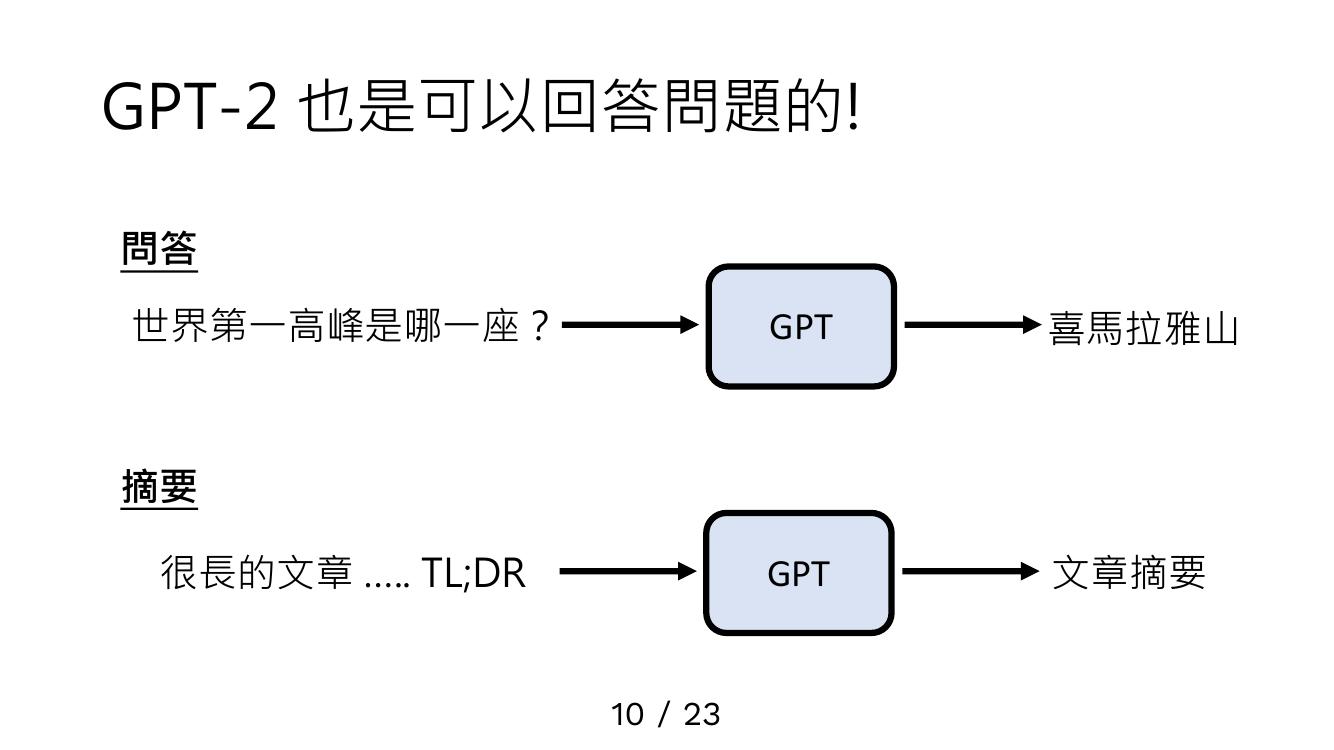 GPT-2 也是可以回答問題的!
問答
世界第一高峰是哪一座？
GPT
喜馬拉雅山
摘要
很長的文章 ….. TL;DR
GPT
文章摘要
10 / 23